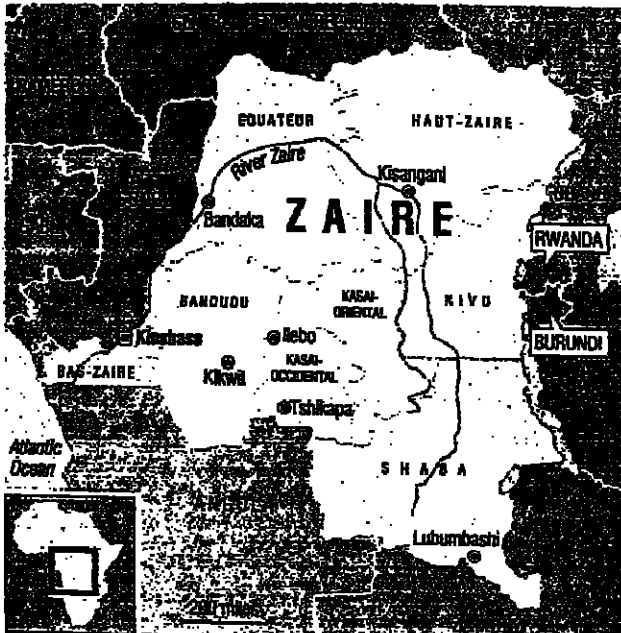 EQUATEUR
HAUT-ZAIRE
River Zaire
Kisangani
Bandaka
ZAIRE
RWANDA
BANDUDU
KASAI-
ORIENTAL
KIVU
Kinshasa
Ilebo
BURUNDI
BAS-ZAIRE
Kikwit
KASAI-
OCCIDENTAL
Tshikapa
Atlantic
Ocean
SHABA
Lubumbashi